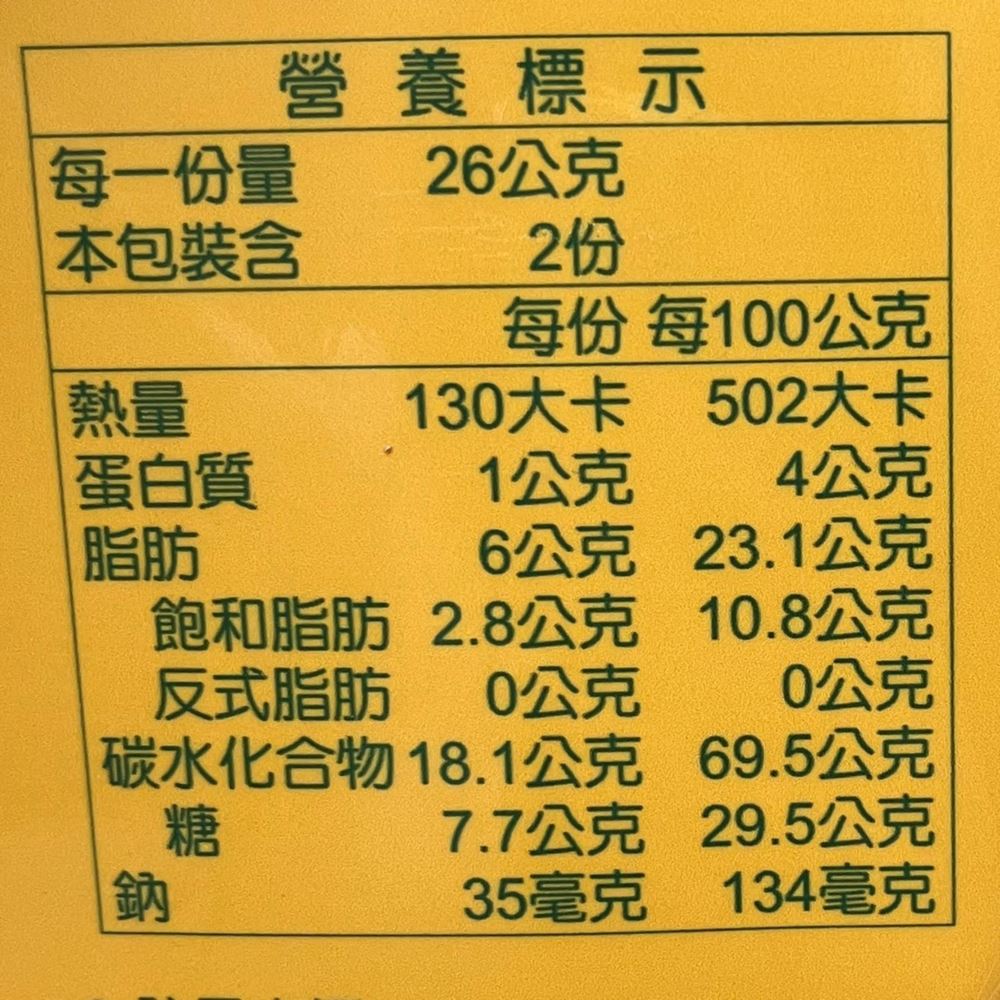 營養標示
每一份量 26公克
本包裝含 2份
每份 每100公克
熱量 130大卡 502大卡
蛋白質 1公克 4公克
脂肪 6公克 23.1公克
飽和脂肪 2.8公克 10.8公克
反式脂肪 0公克 0公克
碳水化合物 18.1公克 69.5公克
糖 7.7公克 29.5公克
鈉 35毫克 134毫克